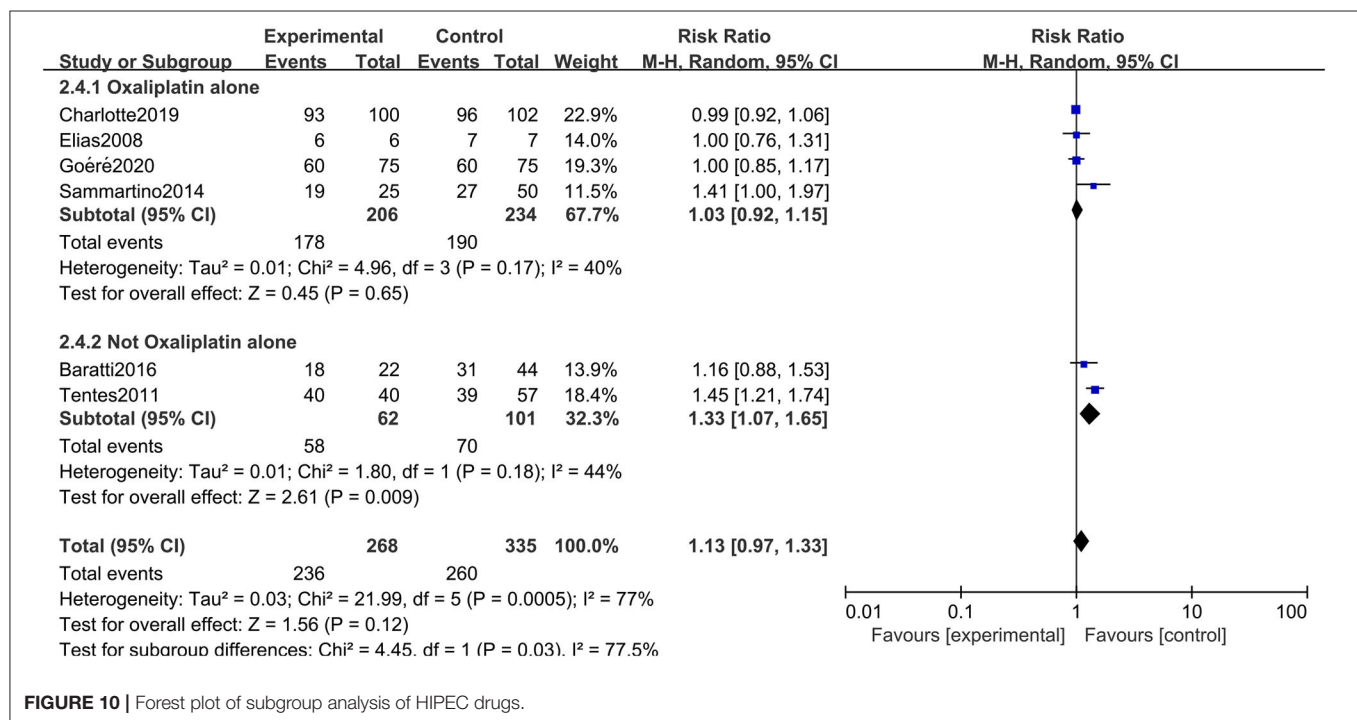 Experimental Control Risk Ratio Risk Ratio
Study or Subgroup Events Total Events Total Weight M-H, Random, 95% CI M-H, Random, 95% CI
2.4.1 Oxaliplatin alone
Charlotte2019 93 100 96 102 22.9% 0.99 [0.92, 1.06]
Elias2008 6 6 7 7 14.0% 1.00 [0.76, 1.31]
Goéré2020 60 75 60 75 19.3% 1.00 [0.85, 1.17]
Sammartino2014 19 25 27 50 11.5% 1.41 [1.00, 1.97]
Subtotal (95% CI) 206 234 67.7% 1.03 [0.92, 1.15]
Total events 178 190
Heterogeneity: Tau² = 0.01; Chi² = 4.96, df = 3 (P = 0.17); I² = 40%
Test for overall effect: Z = 0.45 (P = 0.65)
2.4.2 Not Oxaliplatin alone
Baratti2016 18 22 31 44 13.9% 1.16 [0.88, 1.53]
Tentes2011 40 40 39 57 18.4% 1.45 [1.21, 1.74]
Subtotal (95% CI) 62 101 32.3% 1.33 [1.07, 1.65]
Total events 58 70
Heterogeneity: Tau² = 0.01; Chi² = 1.80, df = 1 (P = 0.18); I² = 44%
Test for overall effect: Z = 2.61 (P = 0.009)
Total (95% CI) 268 335 100.0% 1.13 [0.97, 1.33]
Total events 236 260
Heterogeneity: Tau² = 0.03; Chi² = 21.99, df = 5 (P = 0.0005); I² = 77%
Test for overall effect: Z = 1.56 (P = 0.12)
Test for subgroup differences: Chi² = 4.45, df = 1 (P = 0.03), I² = 77.5%
0.01 0.1 1 10 100
Favours [experimental] Favours [control]
FIGURE 10 | Forest plot of subgroup analysis of HIPEC drugs.